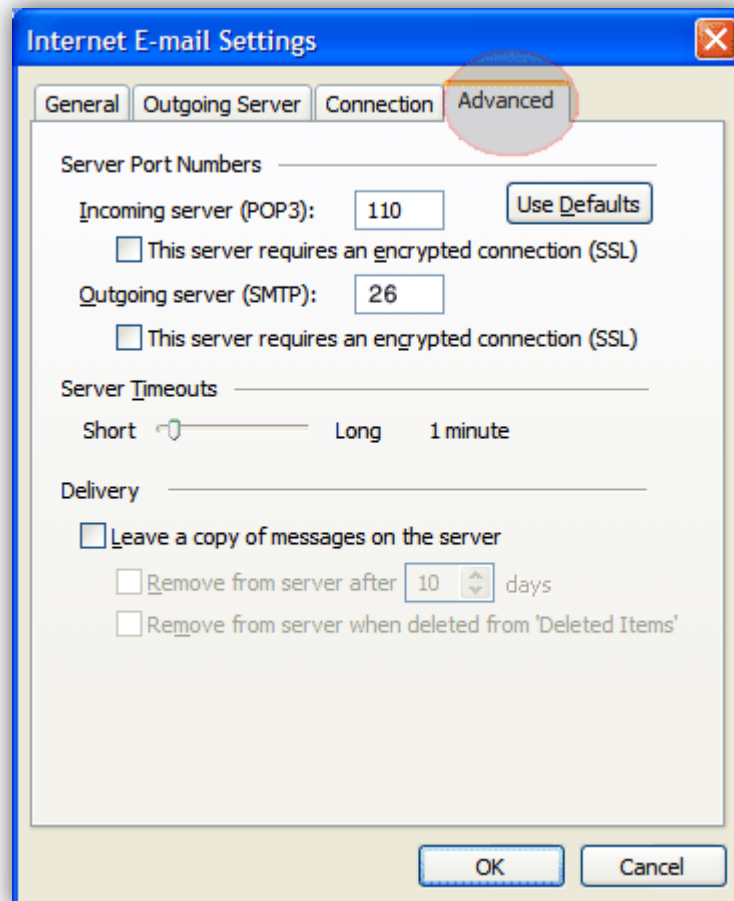 Internet E-mail Settings
General Outgoing Server Connection Advanced
Server Port Numbers
Incoming server (POP3): 110 Use Defaults
This server requires an encrypted connection (SSL)
Outgoing server (SMTP): 26
This server requires an encrypted connection (SSL)
Server Timeouts
Short Long 1 minute
Delivery
Leave a copy of messages on the server
Remove from server after 10 days
Remove from server when deleted from 'Deleted Items'
OK Cancel